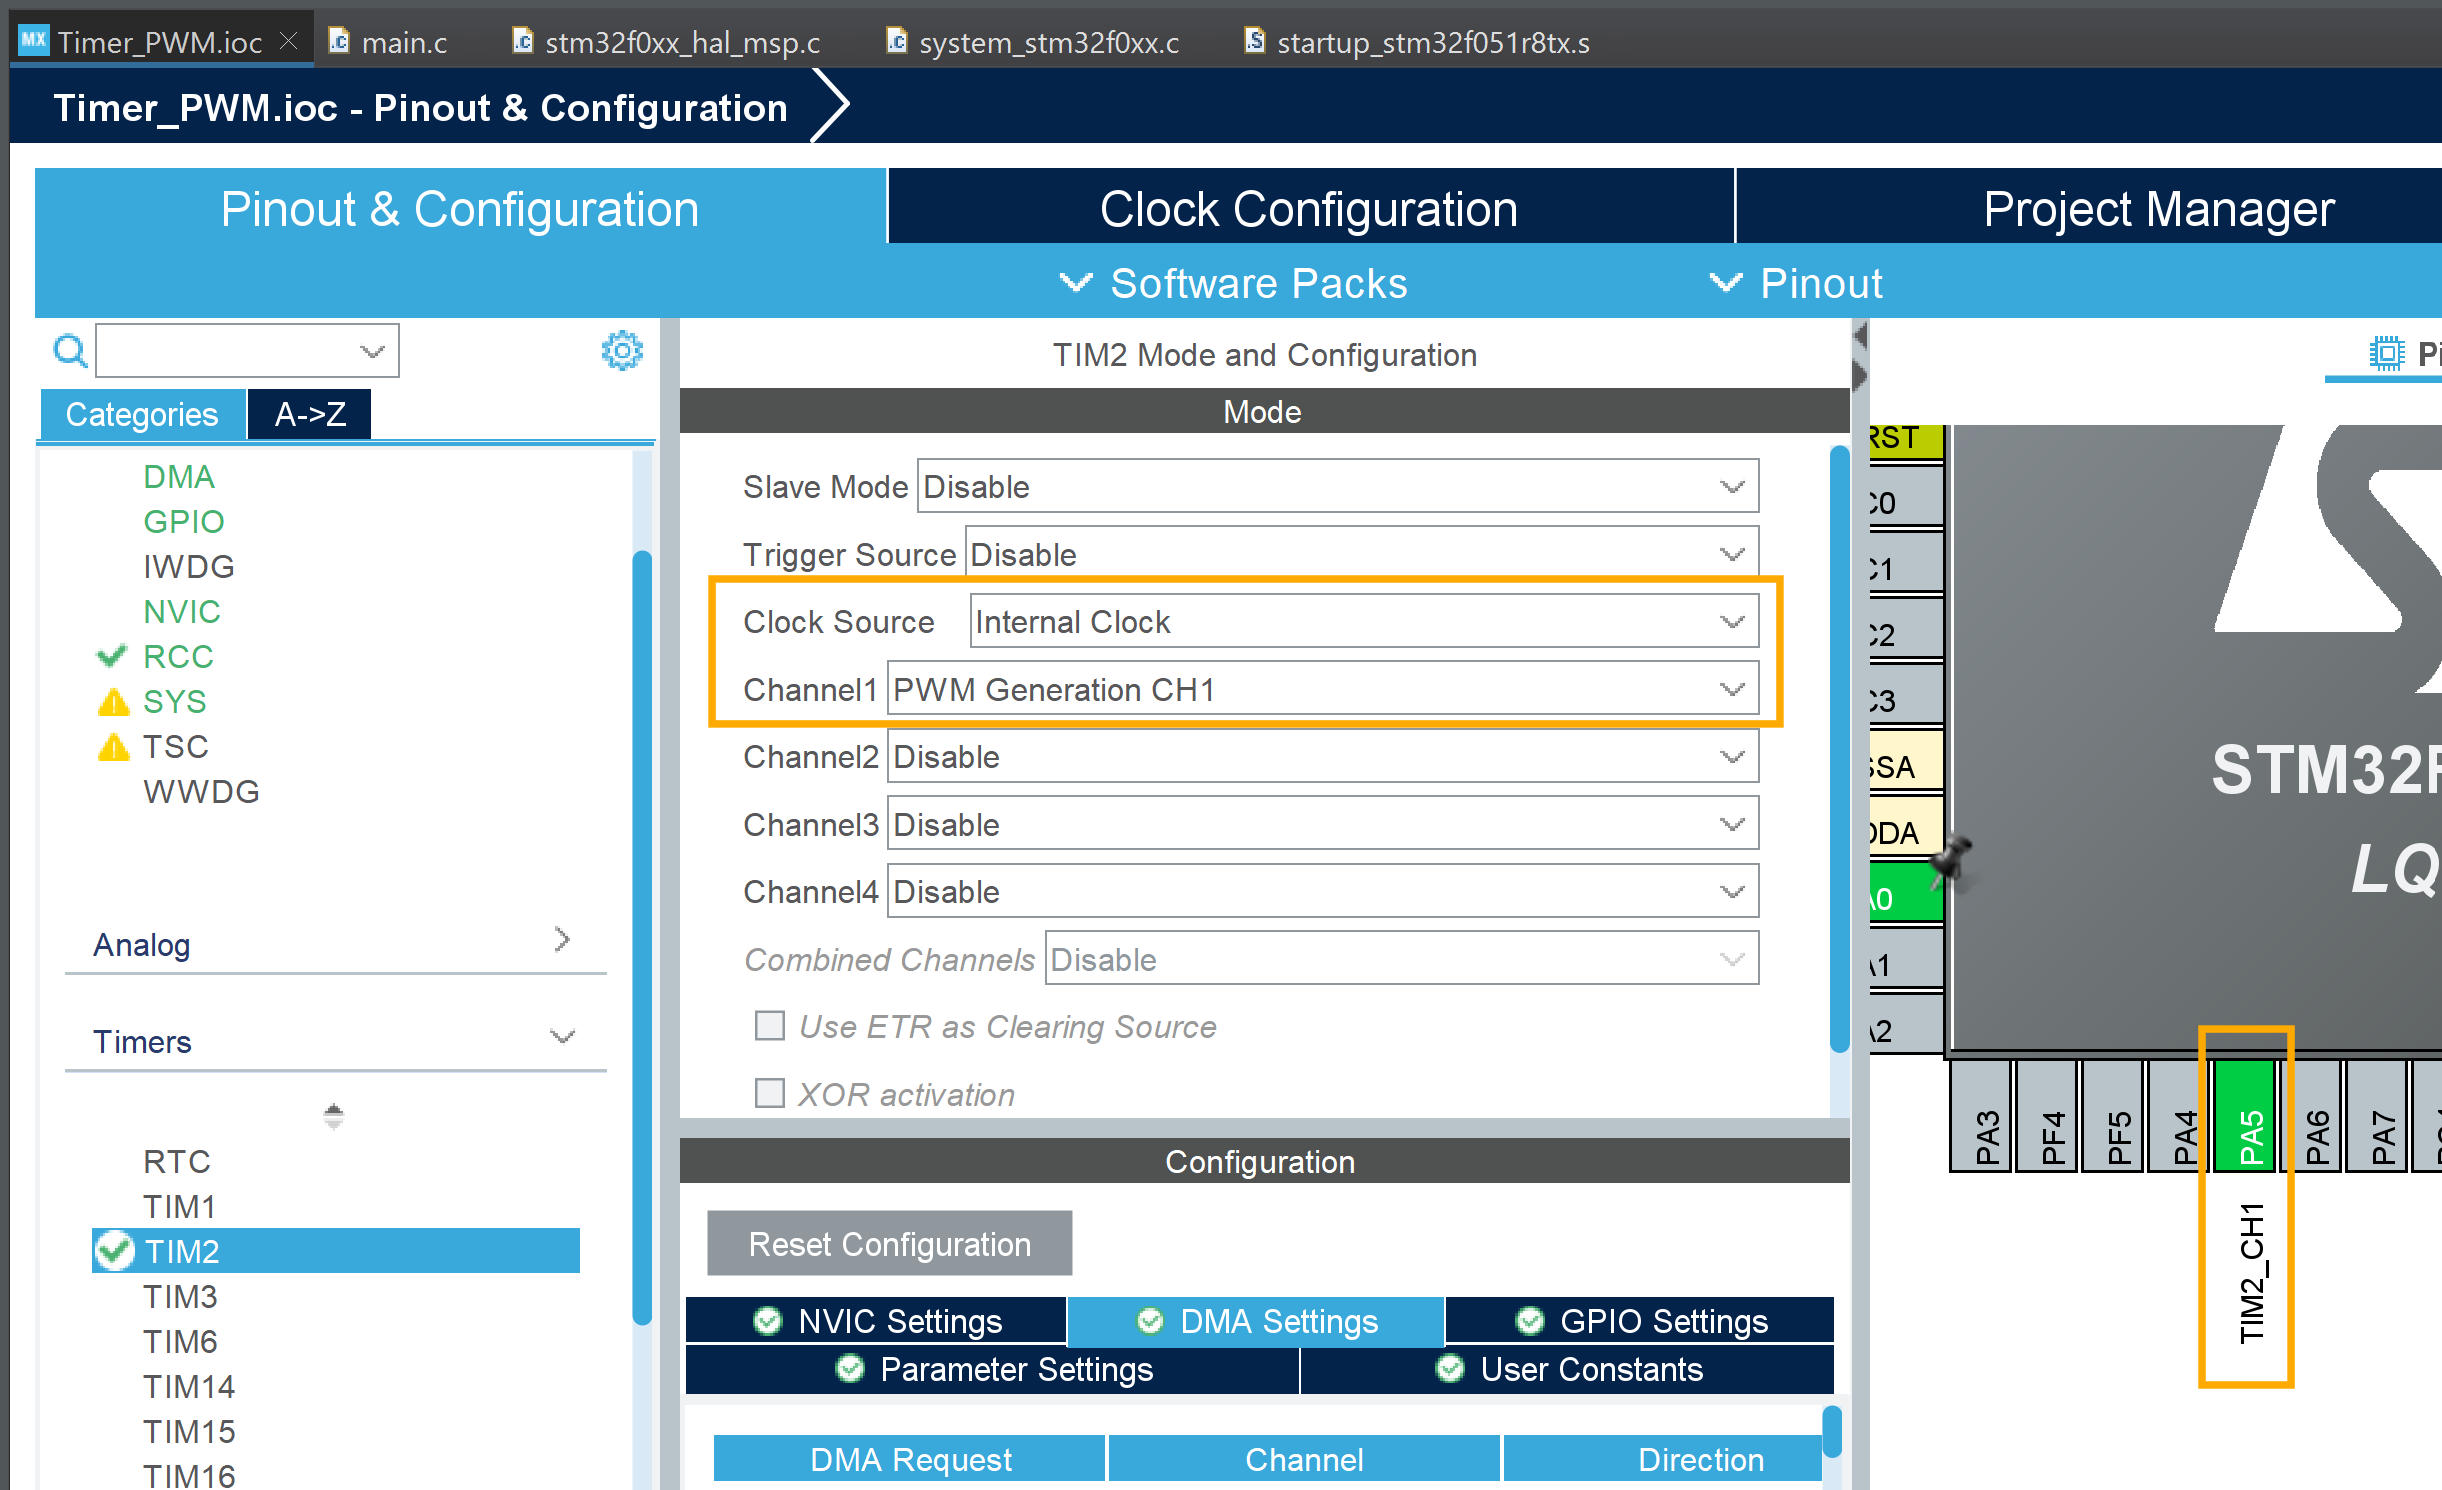 MX Timer_PWM.ioc
main.c
stm32f0xx_hal_msp.c
system_stm32f0xx.c
startup_stm32f051r8tx.s
Timer_PWM.ioc - Pinout & Configuration
Pinout & Configuration
Clock Configuration
Project Manager
Software Packs
Pinout
Categories
A->Z
DMA
GPIO
IWDG
NVIC
RCC
SYS
TSC
WWDG
Analog
Timers
RTC
TIM1
TIM2
TIM3
TIM6
TIM14
TIM15
TIM16
TIM2 Mode and Configuration
Mode
Slave Mode Disable
Trigger Source Disable
Clock Source Internal Clock
Channel1 PWM Generation CH1
Channel2 Disable
Channel3 Disable
Channel4 Disable
Combined Channels Disable
Use ETR as Clearing Source
XOR activation
Configuration
Reset Configuration
NVIC Settings
DMA Settings
GPIO Settings
Parameter Settings
User Constants
DMA Request
Channel
Direction
Pi
RST
C0
C1
C2
C3
SSA
DDA
A0
A1
A2
STM32F
LQ
PA3
PF4
PF5
PA4
PA5
PA6
PA7
TIM2_CH1